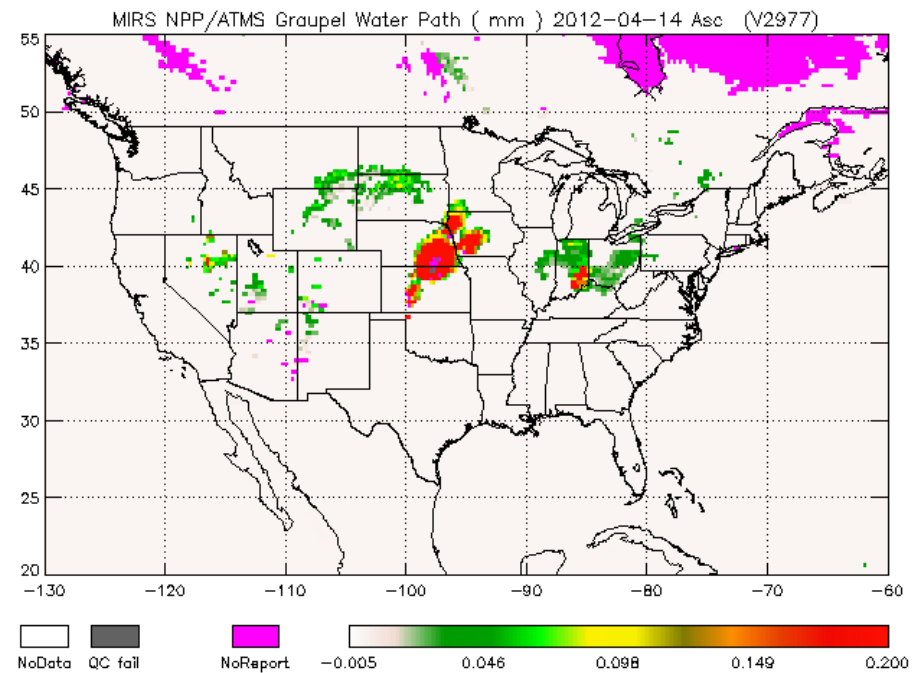 MIRS NPP/ATMS Graupel Water Path ( mm ) 2012-04-14 Asc (V2977)
55
50
45
40
35
30
25
20
-130 -120 -110 -100 -90 -80 -70 -60
NoData QC fail NoReport -0.005 0.046 0.098 0.149 0.200